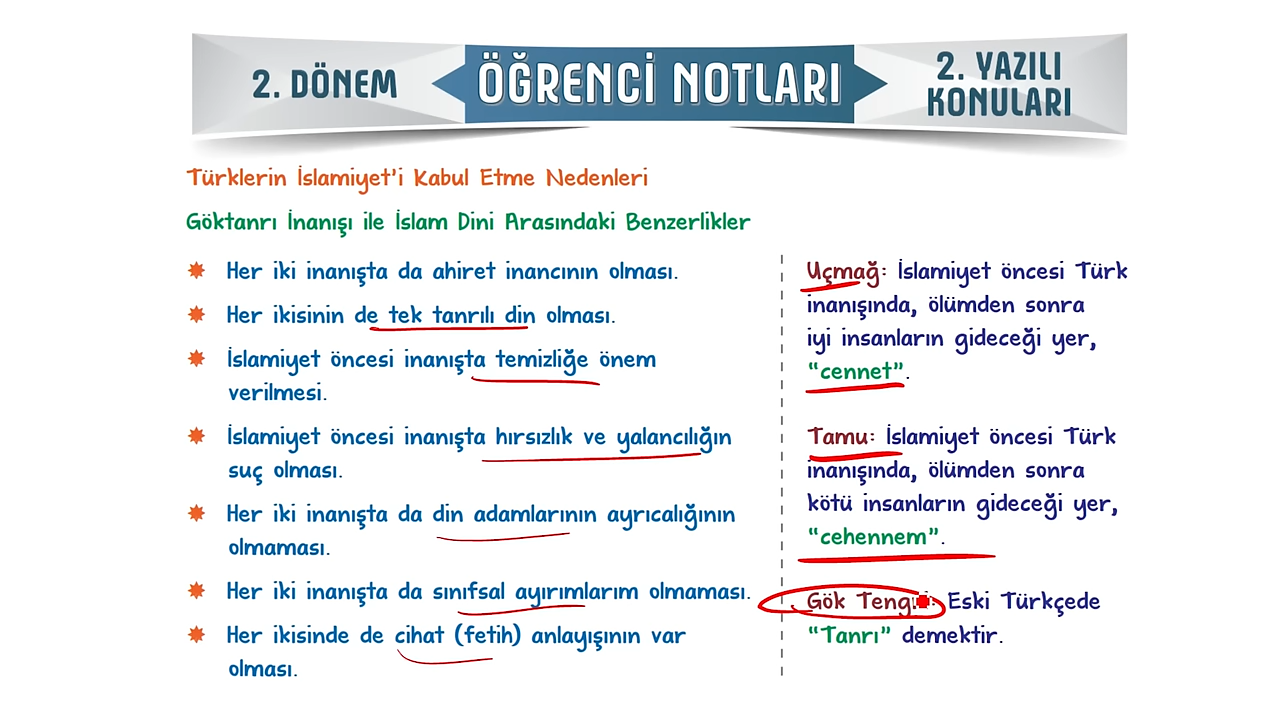 2. DÖNEM
ÖĞRENCİ NOTLARI
2. YAZILI
KONULARI
Türklerin İslamiyet'i Kabul Etme Nedenleri
Göktanrı İnanışı ile İslam Dini Arasındaki Benzerlikler
Her iki inanışta da ahiret inancının olması.
Her ikisinin de tek tanrılı din olması.
İslamiyet öncesi inanışta temizliğe önem
verilmesi.
İslamiyet öncesi inanışta hırsızlık ve yalancılığın
suç olması.
Her iki inanışta da din adamlarının ayrıcalığının
olmaması.
Her iki inanışta da sınıfsal ayırımlarım olmaması.
Her ikisinde de cihat (fetih) anlayışının var
olması.
Uçmağ: İslamiyet öncesi Türk
inanışında, ölümden sonra
iyi insanların gideceği yer,
"cennet".
Tamu: İslamiyet öncesi Türk
inanışında, ölümden sonra
kötü insanların gideceği yer,
"cehennem".
Gök Tengri: Eski Türkçede
"Tanrı" demektir.